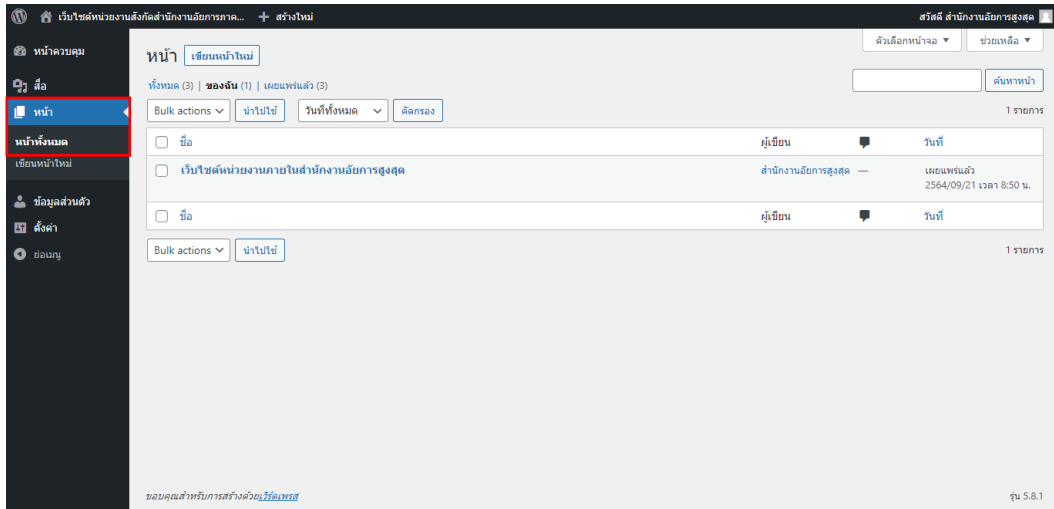 เว็บไซต์หน่วยงานสังกัดสำนักงานอัยการภาค... + สร้างใหม่ สวัสดี สำนักงานอัยการสูงสุด
หน้าควบคุม
สื่อ
หน้า
หน้าทั้งหมด
เขียนหน้าใหม่
ข้อมูลส่วนตัว
ตั้งค่า
ย่อเมนู
ตัวเลือกหน้าจอ ▼ ช่วยเหลือ ▼
หน้า เขียนหน้าใหม่
ทั้งหมด (3) | ของฉัน (1) | เผยแพร่แล้ว (3)
ค้นหาหน้า
Bulk actions นำไปใช้ วันที่ทั้งหมด คัดกรอง 1 รายการ
ชื่อ ผู้เขียน วันที่
เว็บไซต์หน่วยงานภายในสำนักงานอัยการสูงสุด สำนักงานอัยการสูงสุด — เผยแพร่แล้ว
2564/09/21 เวลา 8:50 น.
ชื่อ ผู้เขียน วันที่
Bulk actions นำไปใช้ 1 รายการ
ขอบคุณสำหรับการสร้างด้วยเวิร์ดเพรส รุ่น 5.8.1